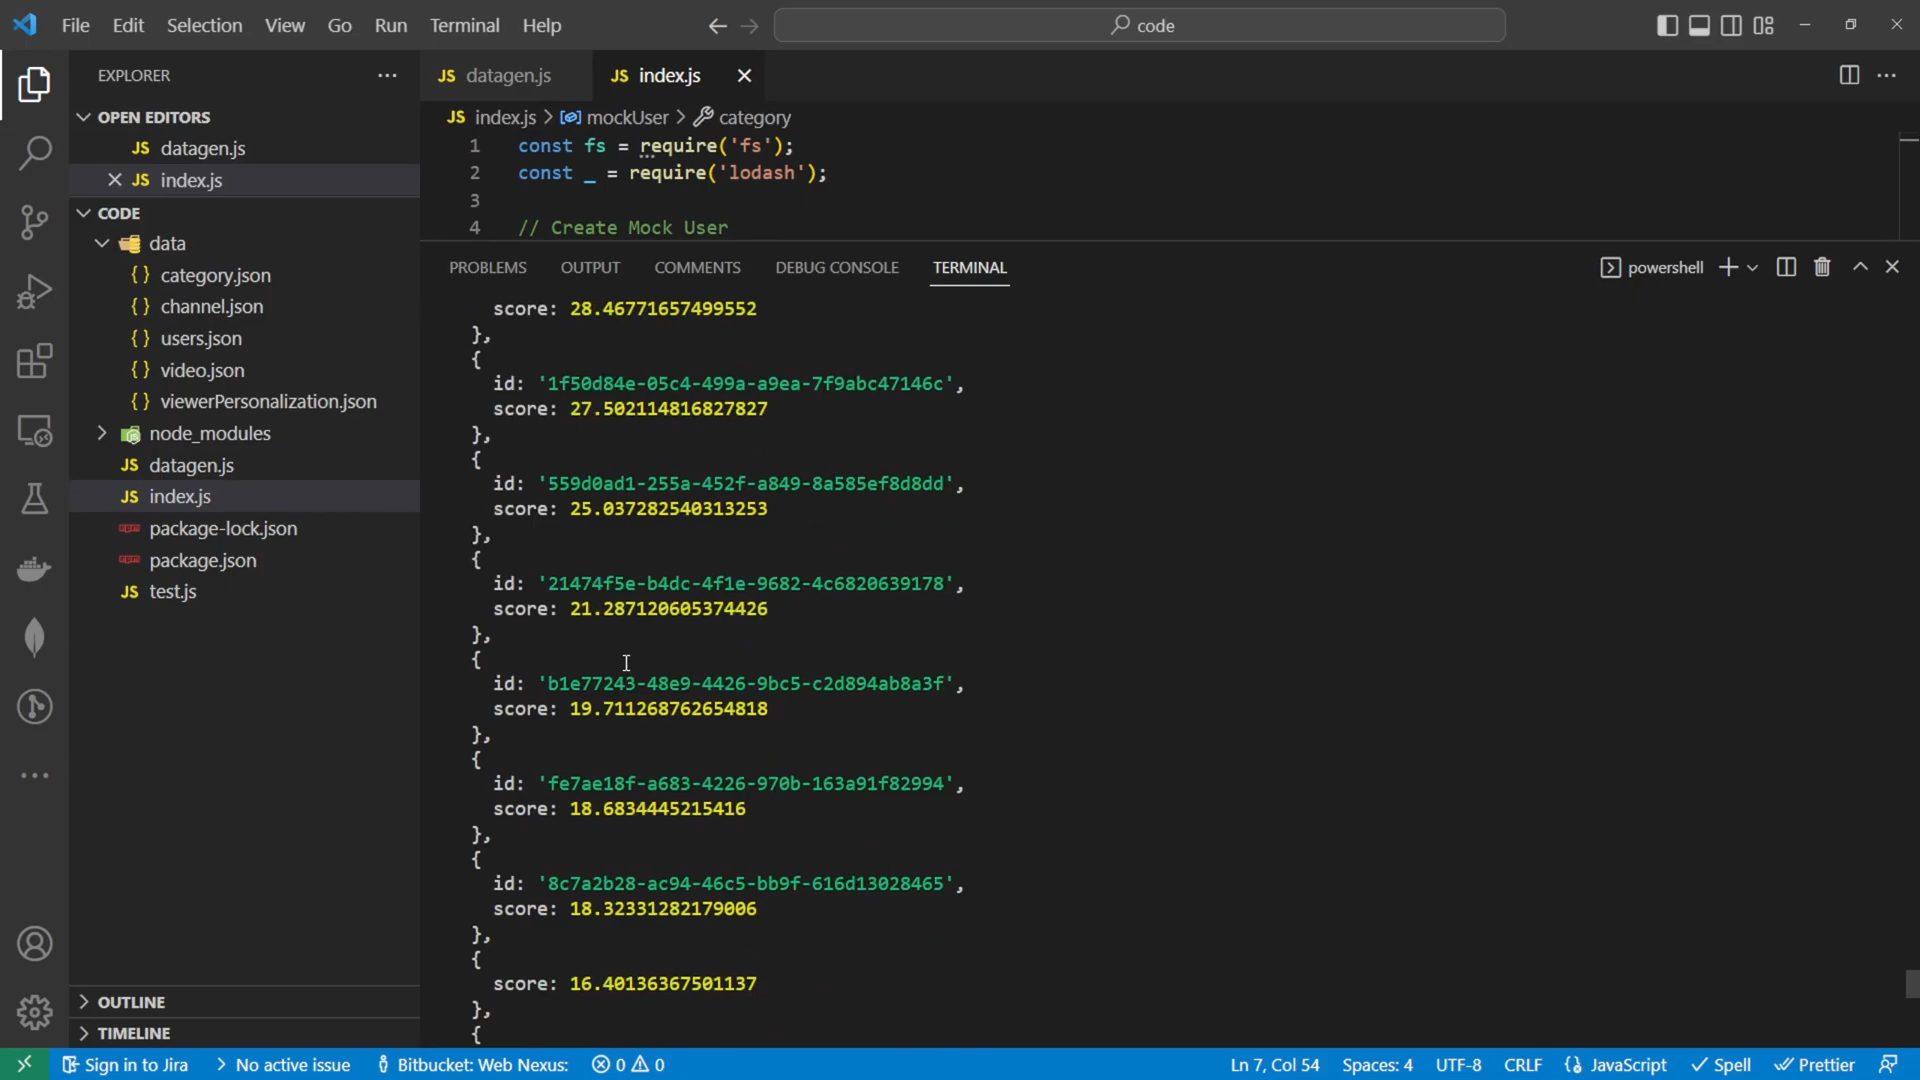 File Edit Selection View Go Run Terminal Help
code
EXPLORER
OPEN EDITORS
JS datagen.js
JS index.js
CODE
data
{ } category.json
{ } channel.json
{ } users.json
{ } video.json
{ } viewerPersonalization.json
node_modules
JS datagen.js
JS index.js
package-lock.json
package.json
JS test.js
OUTLINE
TIMELINE
JS datagen.js
JS index.js
JS index.js > mockUser > category
1 const fs = require('fs');
2 const _ = require('lodash');
3
4 // Create Mock User
PROBLEMS OUTPUT COMMENTS DEBUG CONSOLE TERMINAL
powershell
score: 28.46771657499552
},
{
id: '1f50d84e-05c4-499a-a9ea-7f9abc47146c',
score: 27.502114816827827
},
{
id: '559d0ad1-255a-452f-a849-8a585ef8d8dd',
score: 25.037282540313253
},
{
id: '21474f5e-b4dc-4f1e-9682-4c6820639178',
score: 21.287120605374426
},
{
id: 'b1e77243-48e9-4426-9bc5-c2d894ab8a3f',
score: 19.711268762654818
},
{
id: 'fe7ae18f-a683-4226-970b-163a91f82994',
score: 18.6834445215416
},
{
id: '8c7a2b28-ac94-46c5-bb9f-616d13028465',
score: 18.32331282179006
},
{
score: 16.40136367501137
},
{
Sign in to Jira No active issue Bitbucket: Web Nexus: 0 0 Ln 7, Col 54 Spaces: 4 UTF-8 CRLF { } JavaScript Spell Prettier